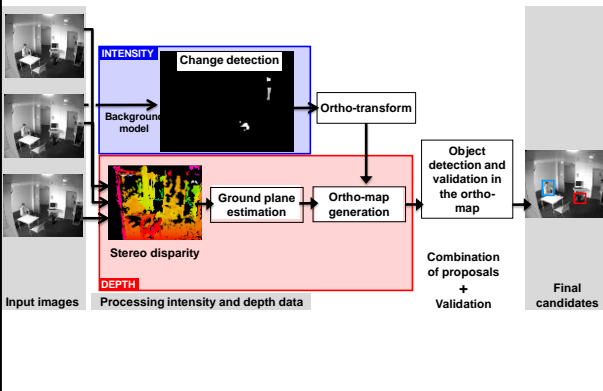 INTENSITY
Change detection
Background
model
Ortho-transform
Object
detection and
validation in
the ortho-
map
Ground plane
estimation
Ortho-map
generation
Stereo disparity
DEPTH
Combination
of proposals
+
Validation
Input images
Processing intensity and depth data
Final
candidates